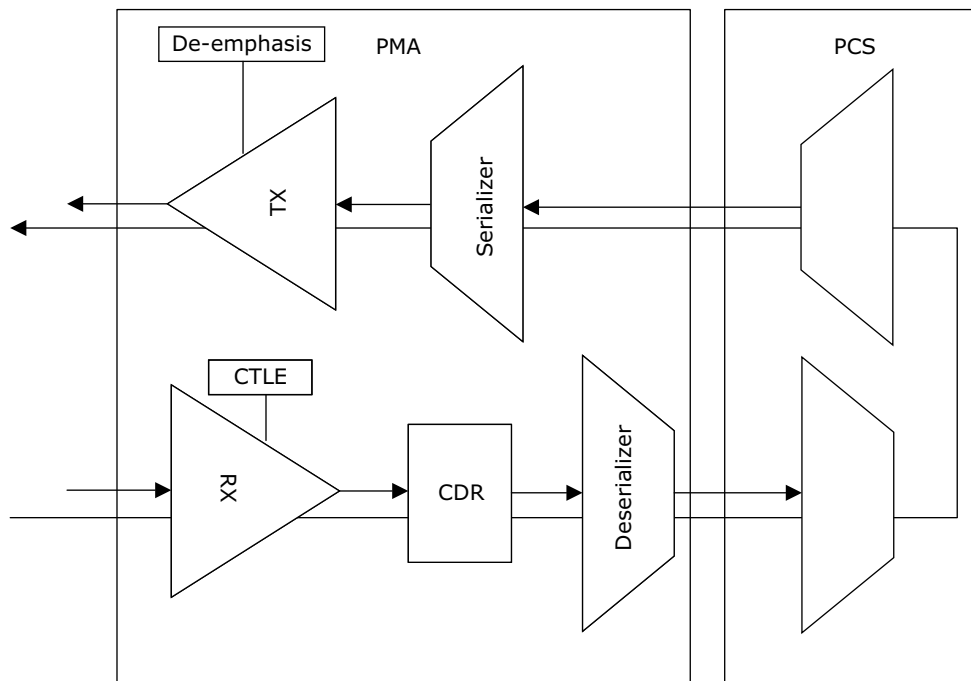 De-emphasis
PMA
PCS
TX
Serializer
CTLE
RX
CDR
Deserializer